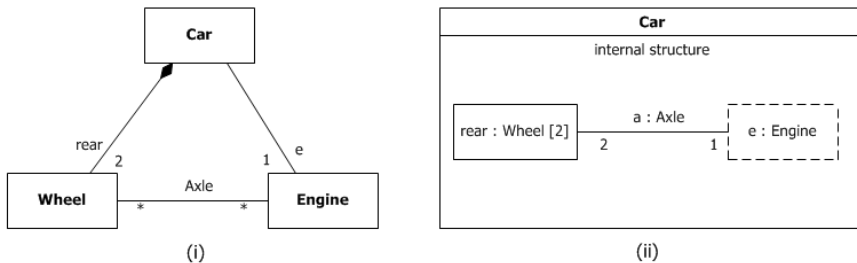 Car
rear
2
1
e
Wheel
*
Axle
*
Engine
(i)
Car
internal structure
rear : Wheel [2]
2
a : Axle
1
e : Engine
(ii)